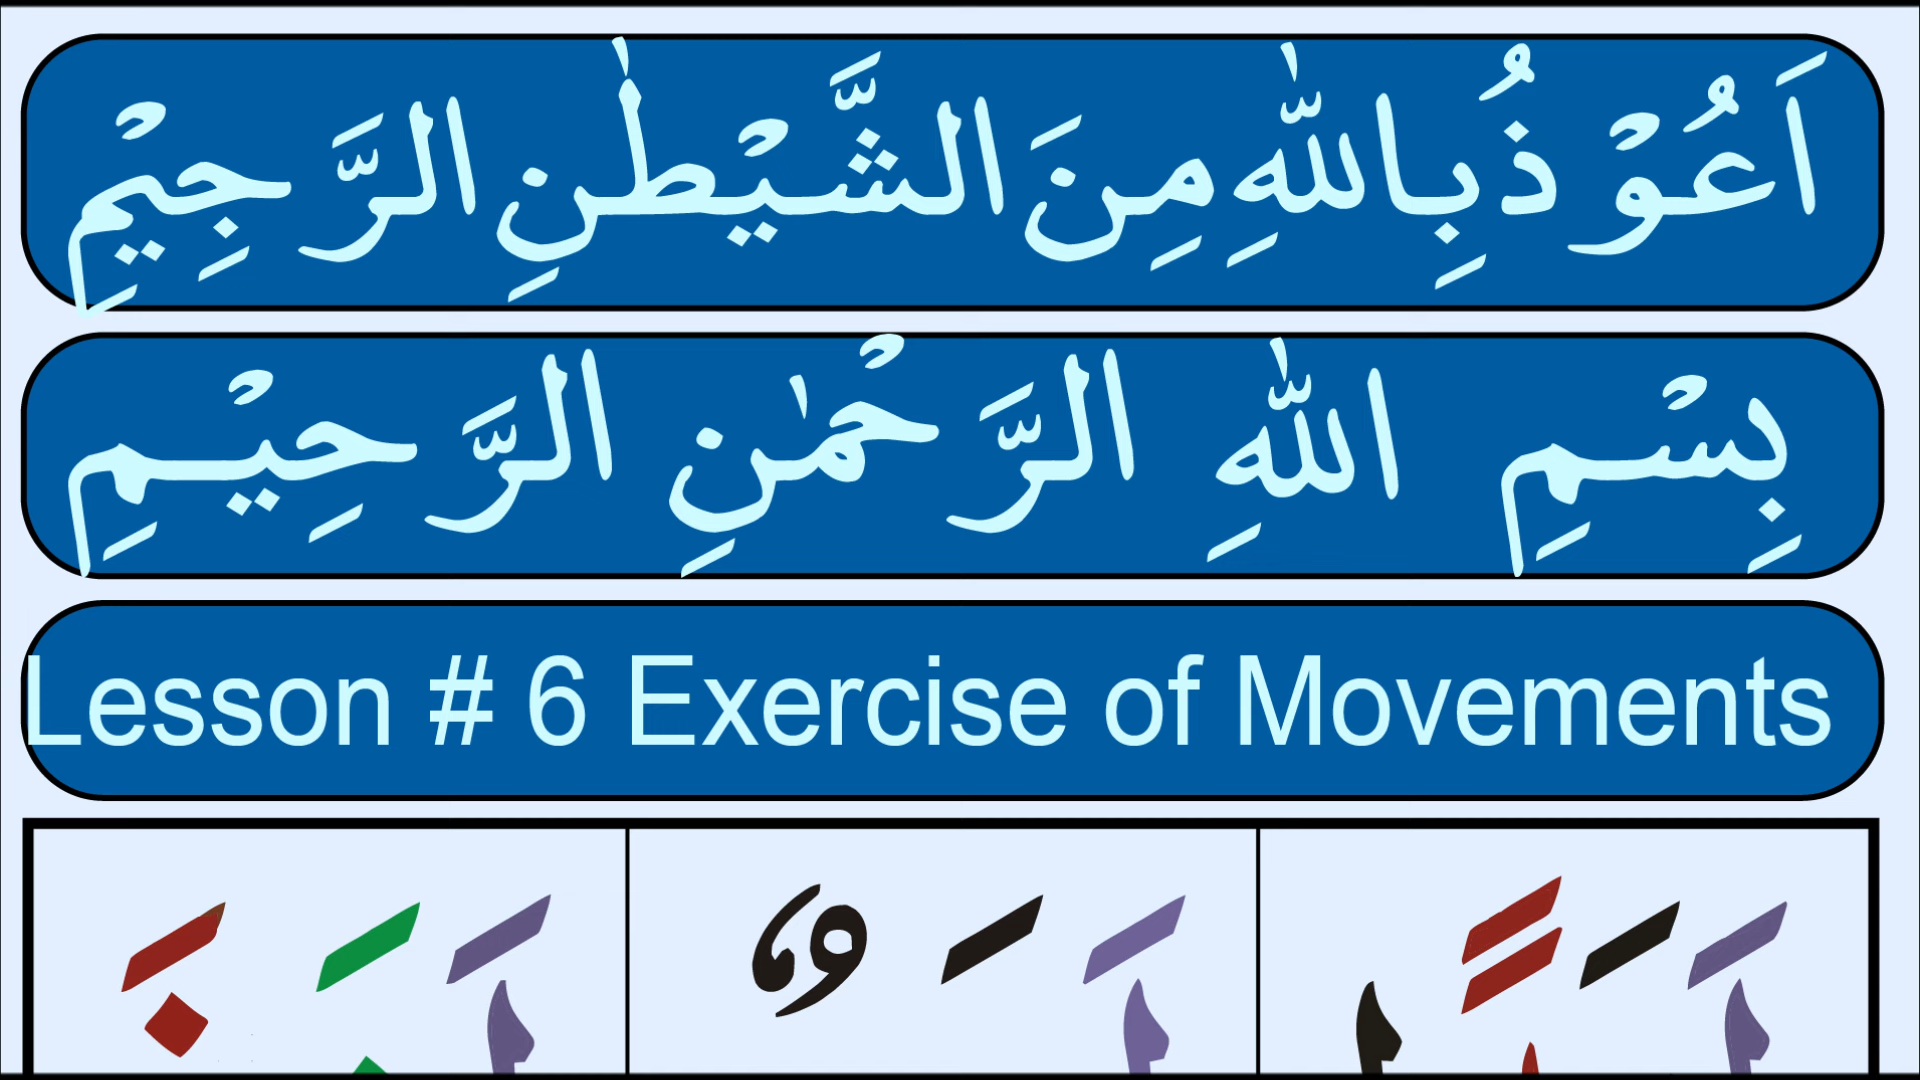 اَعُوْذُ بِاللّٰهِ مِنَ الشَّيْطٰنِ الرَّجِيْمِ
بِسْمِ اللّٰهِ الرَّحْمٰنِ الرَّحِيْمِ
Lesson # 6 Exercise of Movements